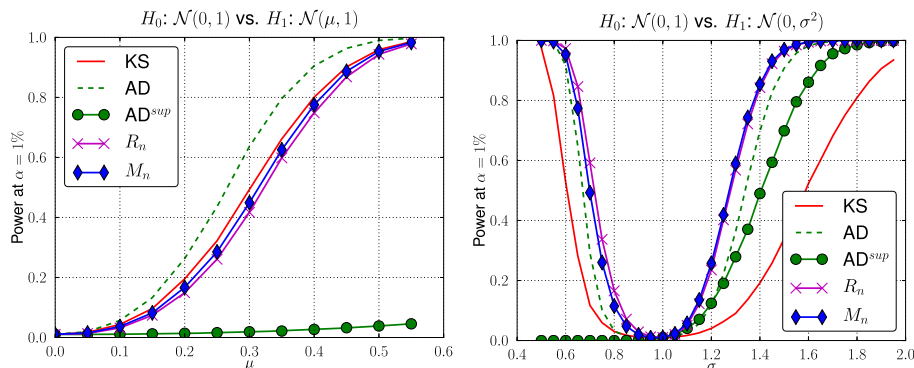 H₀: 𝒩(0,1) vs. H₁: 𝒩(μ,1)
1.0
0.8
0.6
0.4
0.2
0.0
Power at α = 1%
KS
AD
AD^sup
Rₙ
Mₙ
0.0 0.1 0.2 0.3 0.4 0.5 0.6
μ
H₀: 𝒩(0,1) vs. H₁: 𝒩(0,σ²)
1.0
0.8
0.6
0.4
0.2
0.0
Power at α = 1%
KS
AD
AD^sup
Rₙ
Mₙ
0.4 0.6 0.8 1.0 1.2 1.4 1.6 1.8 2.0
σ